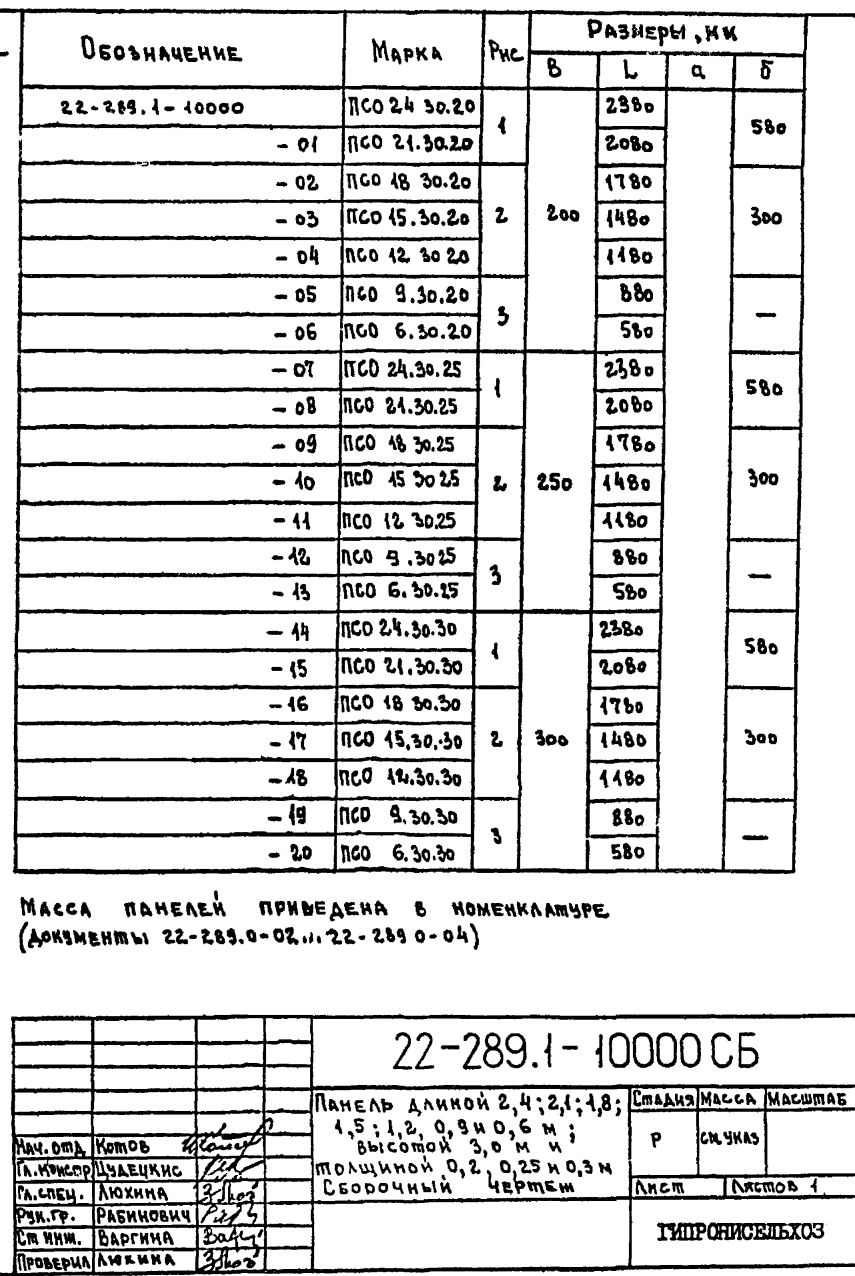 Обозначение Марка Рис Размеры, мм
В L а б
22-289.1-10000 ПСО 24 30.20 1 200 2380 580
- 01 ПСО 21.30.20 2080
- 02 ПСО 18 30.20 2 1780 300
- 03 ПСО 15.30.20 1480
- 04 ПСО 12 30 20 1180
- 05 ПСО 9.30.20 3 880 —
- 06 ПСО 6.30.20 580
- 07 ПСО 24.30.25 1 250 2380 580
- 08 ПСО 21.30.25 2080
- 09 ПСО 18 30.25 2 1780 300
- 10 ПСО 15 30 25 1480
- 11 ПСО 12 30.25 1180
- 12 ПСО 9.3025 3 880 —
- 13 ПСО 6.30.25 580
- 14 ПСО 24.30.30 1 300 2380 580
- 15 ПСО 21.30.30 2080
- 16 ПСО 18 30.30 2 1780 300
- 17 ПСО 15.30.30 1480
- 18 ПСО 12.30.30 1180
- 19 ПСО 9.30.30 3 880 —
- 20 ПСО 6.30.30 580
Масса панелей приведена в номенклатуре
(документы 22-289.0-02...22-289 0-04)
22-289.1-10000 СБ
Панель длиной 2,4; 2,1; 1,8;
1,5; 1,2, 0,9 и 0,6 м;
высотой 3,0 м и
толщиной 0,2, 0,25 и 0,3 м
Сборочный чертеж
Стадия Масса Масштаб
Р см.указ
Лист Листов 1
Нач. отд Котов
Гл.констр Цудецкис
Гл.спец. Люхина
Рук.гр. Рабинович
Ст инж. Варгина
Проверил Люхина
ГИПРОНИСЕЛЬХОЗ